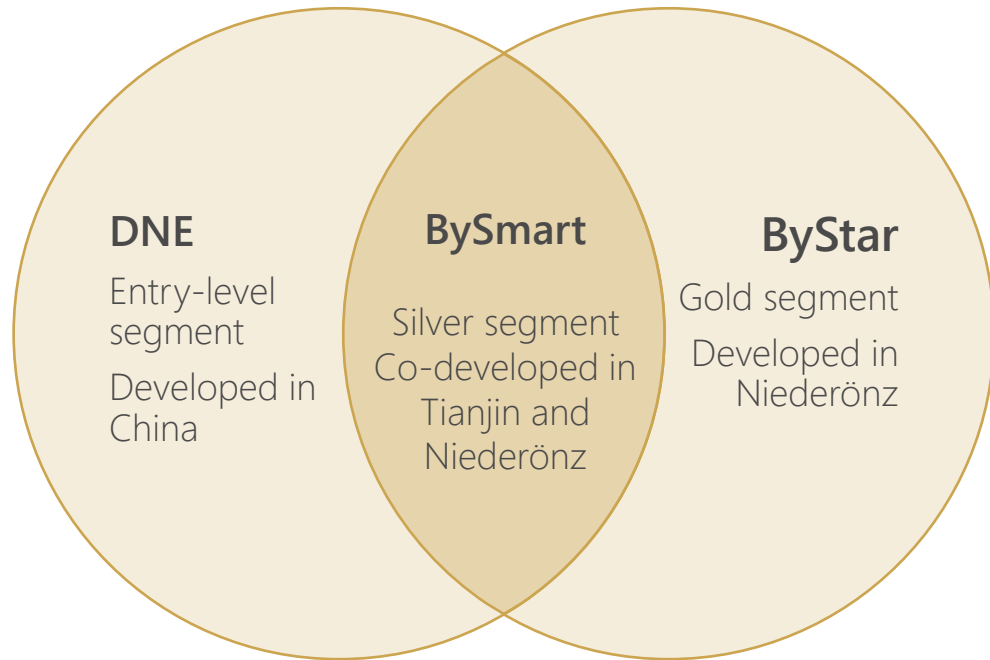 DNE
Entry-level
segment
Developed in
China
BySmart
Silver segment
Co-developed in
Tianjin and
Niederönz
ByStar
Gold segment
Developed in
Niederönz